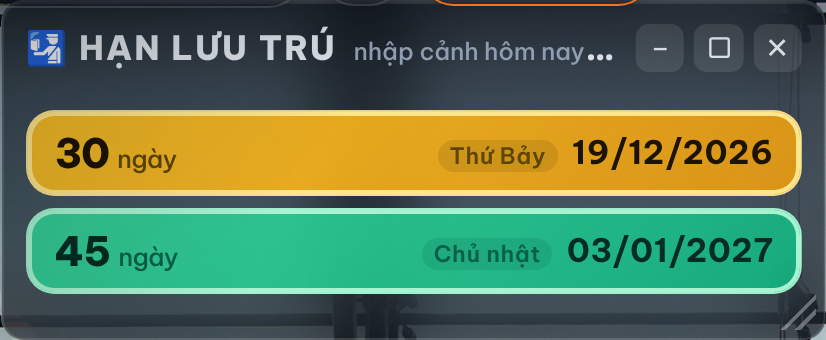 HẠN LƯU TRÚ nhập cảnh hôm nay...
30 ngày Thứ Bảy 19/12/2026
45 ngày Chủ nhật 03/01/2027